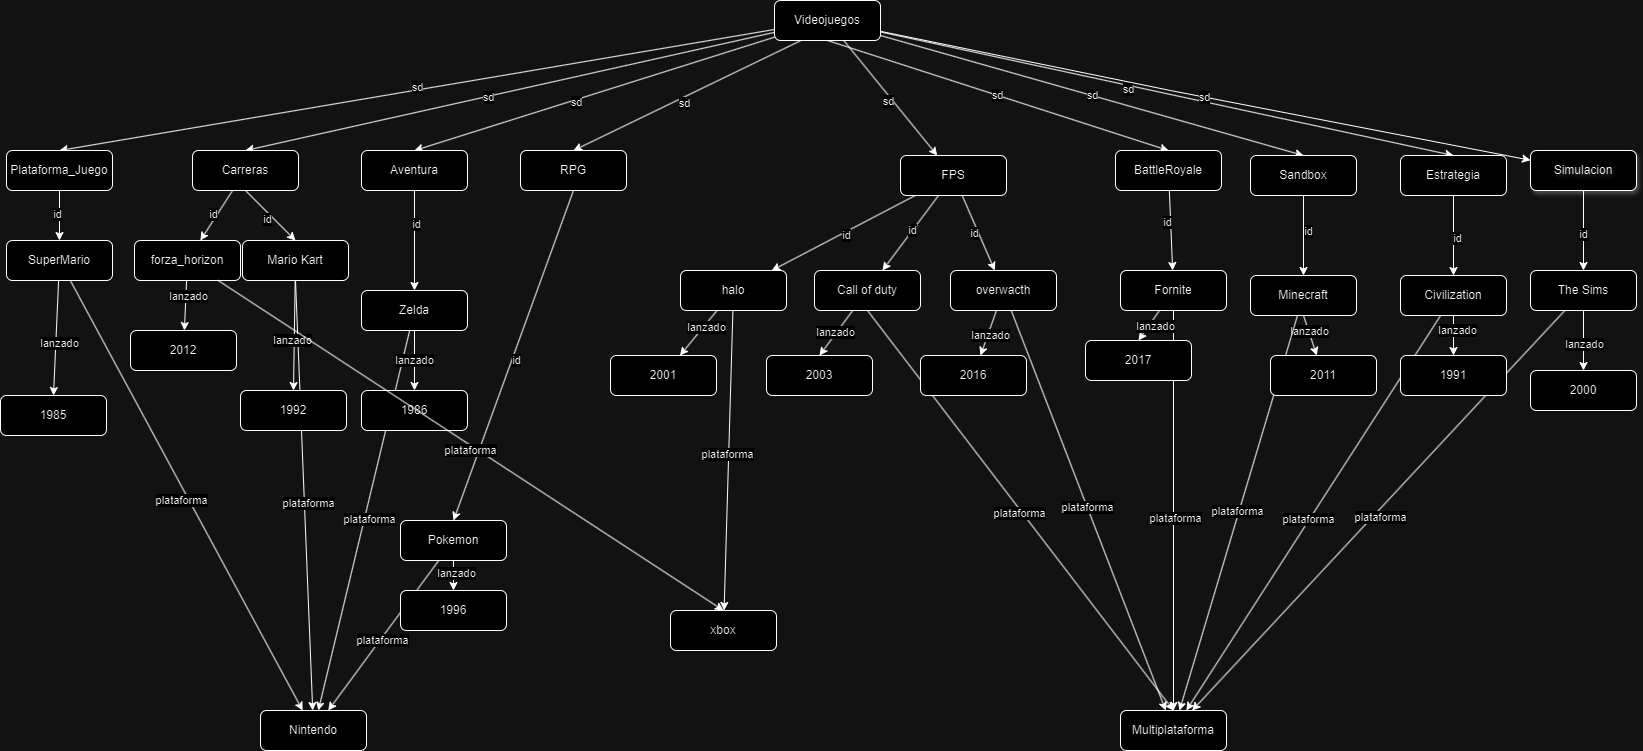 Videojuegos
sd
sd
sd
sd
sd
sd
sd
sd
sd
Plataforma_Juego
Carreras
Aventura
RPG
FPS
BattleRoyale
Sandbox
Estrategia
Simulacion
id
id
id
id
id
id
id
id
id
id
id
id
SuperMario
forza_horizon
Mario Kart
Zelda
halo
Call of duty
overwacth
Fornite
Minecraft
Civilization
The Sims
lanzado
lanzado
lanzado
lanzado
lanzado
lanzado
lanzado
lanzado
lanzado
lanzado
lanzado
2012
1985
1992
1986
2001
2003
2016
2017
2011
1991
2000
id
plataforma
plataforma
plataforma
plataforma
plataforma
plataforma
plataforma
plataforma
plataforma
plataforma
plataforma
Pokemon
lanzado
1996
plataforma
xbox
Nintendo
Multiplataforma